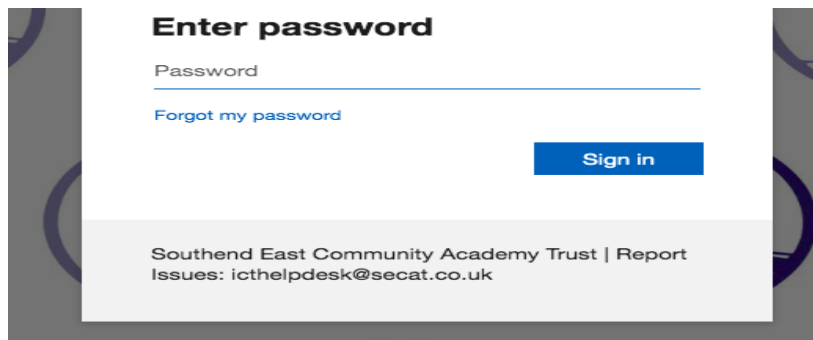 Enter password
Password
Forgot my password
Sign in
Southend East Community Academy Trust | Report
Issues: icthelpdesk@secat.co.uk